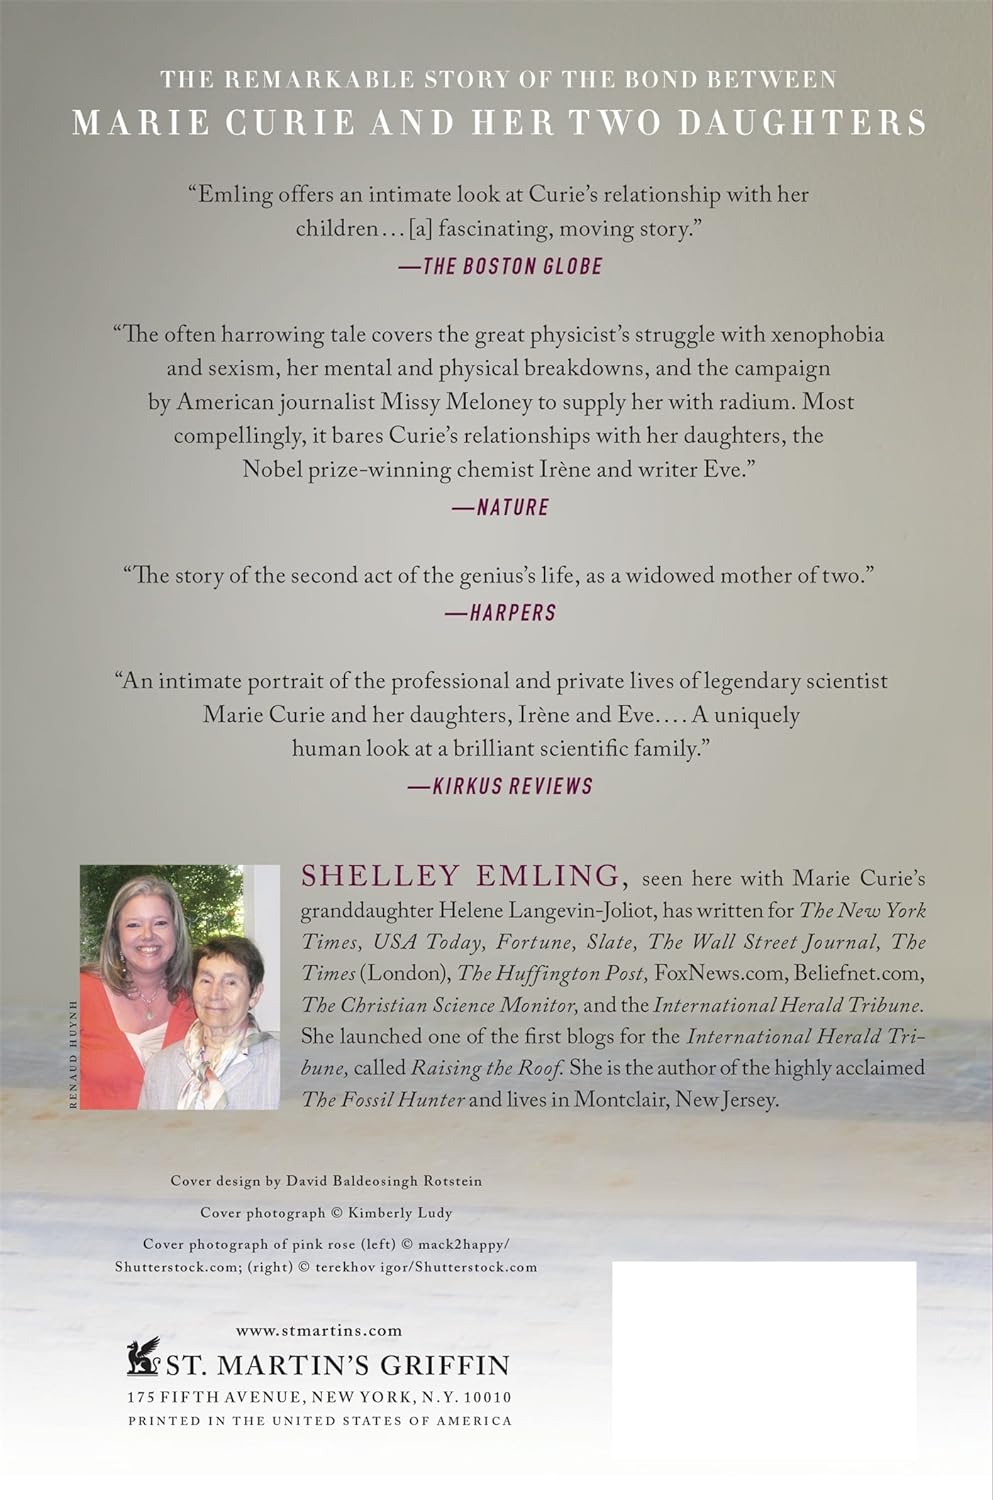 THE REMARKABLE STORY OF THE BOND BETWEEN
MARIE CURIE AND HER TWO DAUGHTERS
“Emling offers an intimate look at Curie’s relationship with her
children…[a] fascinating, moving story.”
—THE BOSTON GLOBE
“The often harrowing tale covers the great physicist’s struggle with xenophobia
and sexism, her mental and physical breakdowns, and the campaign
by American journalist Missy Meloney to supply her with radium. Most
compellingly, it bares Curie’s relationships with her daughters, the
Nobel prize-winning chemist Irène and writer Eve.”
—NATURE
“The story of the second act of the genius’s life, as a widowed mother of two.”
—HARPERS
“An intimate portrait of the professional and private lives of legendary scientist
Marie Curie and her daughters, Irène and Eve.… A uniquely
human look at a brilliant scientific family.”
—KIRKUS REVIEWS
RENAUD HUYNH
SHELLEY EMLING, seen here with Marie Curie’s
granddaughter Helene Langevin-Joliot, has written for The New York
Times, USA Today, Fortune, Slate, The Wall Street Journal, The
Times (London), The Huffington Post, FoxNews.com, Beliefnet.com,
The Christian Science Monitor, and the International Herald Tribune.
She launched one of the first blogs for the International Herald Tri-
bune, called Raising the Roof. She is the author of the highly acclaimed
The Fossil Hunter and lives in Montclair, New Jersey.
Cover design by David Baldeosingh Rotstein
Cover photograph © Kimberly Ludy
Cover photograph of pink rose (left) © mack2happy/
Shutterstock.com; (right) © terekhov igor/Shutterstock.com
www.stmartins.com
ST. MARTIN’S GRIFFIN
175 FIFTH AVENUE, NEW YORK, N.Y. 10010
PRINTED IN THE UNITED STATES OF AMERICA